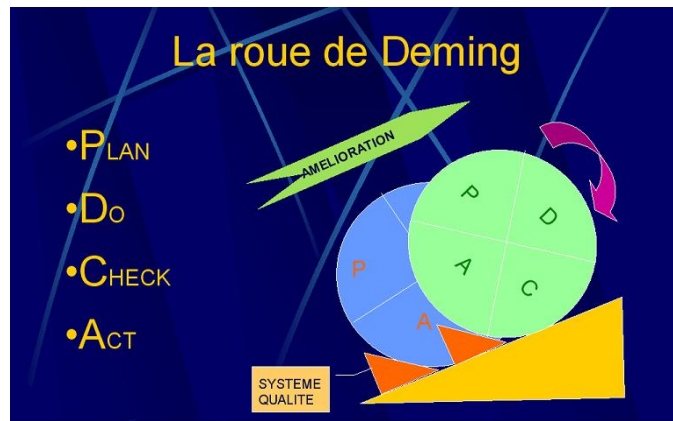 La roue de Deming
•PLAN
•DO
•CHECK
•ACT
AMELIORATION
P
D
A
C
P
A
SYSTEME
QUALITE